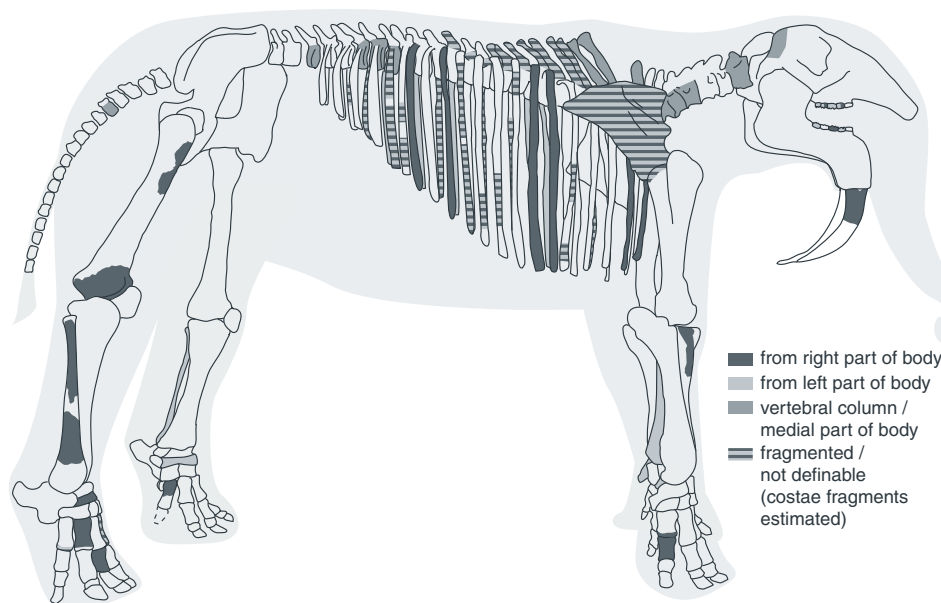 from right part of body
from left part of body
vertebral column /
medial part of body
fragmented /
not definable
(costae fragments
estimated)